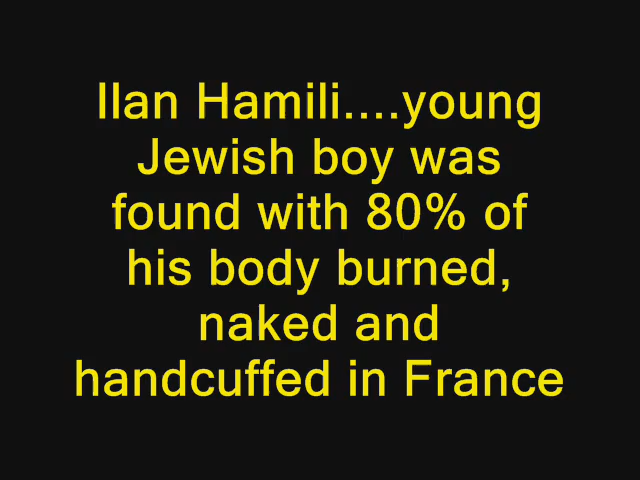 Ilan Hamili....young
Jewish boy was
found with 80% of
his body burned,
naked and
handcuffed in France